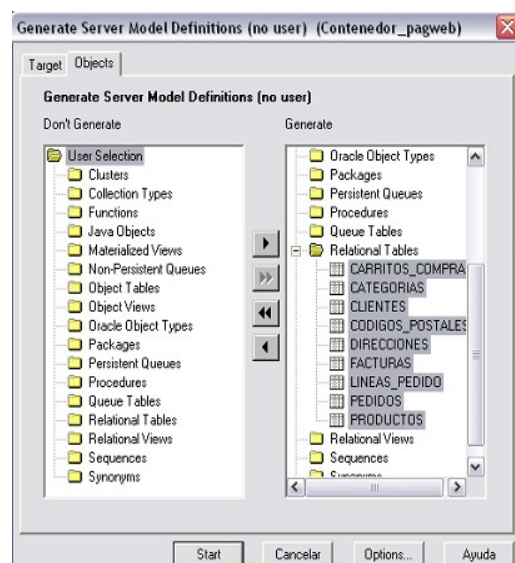 Generate Server Model Definitions (no user) (Contenedor_pagweb)
Target Objects
Generate Server Model Definitions (no user)
Don't Generate
User Selection
Clusters
Collection Types
Functions
Java Objects
Materialized Views
Non-Persistent Queues
Object Tables
Object Views
Oracle Object Types
Packages
Persistent Queues
Procedures
Queue Tables
Relational Tables
Relational Views
Sequences
Synonyms
Generate
Oracle Object Types
Packages
Persistent Queues
Procedures
Queue Tables
Relational Tables
CARRITOS_COMPRA
CATEGORIAS
CLIENTES
CODIGOS_POSTALES
DIRECCIONES
FACTURAS
LINEAS_PEDIDO
PEDIDOS
PRODUCTOS
Relational Views
Sequences
Synonyms
Start Cancelar Options... Ayuda